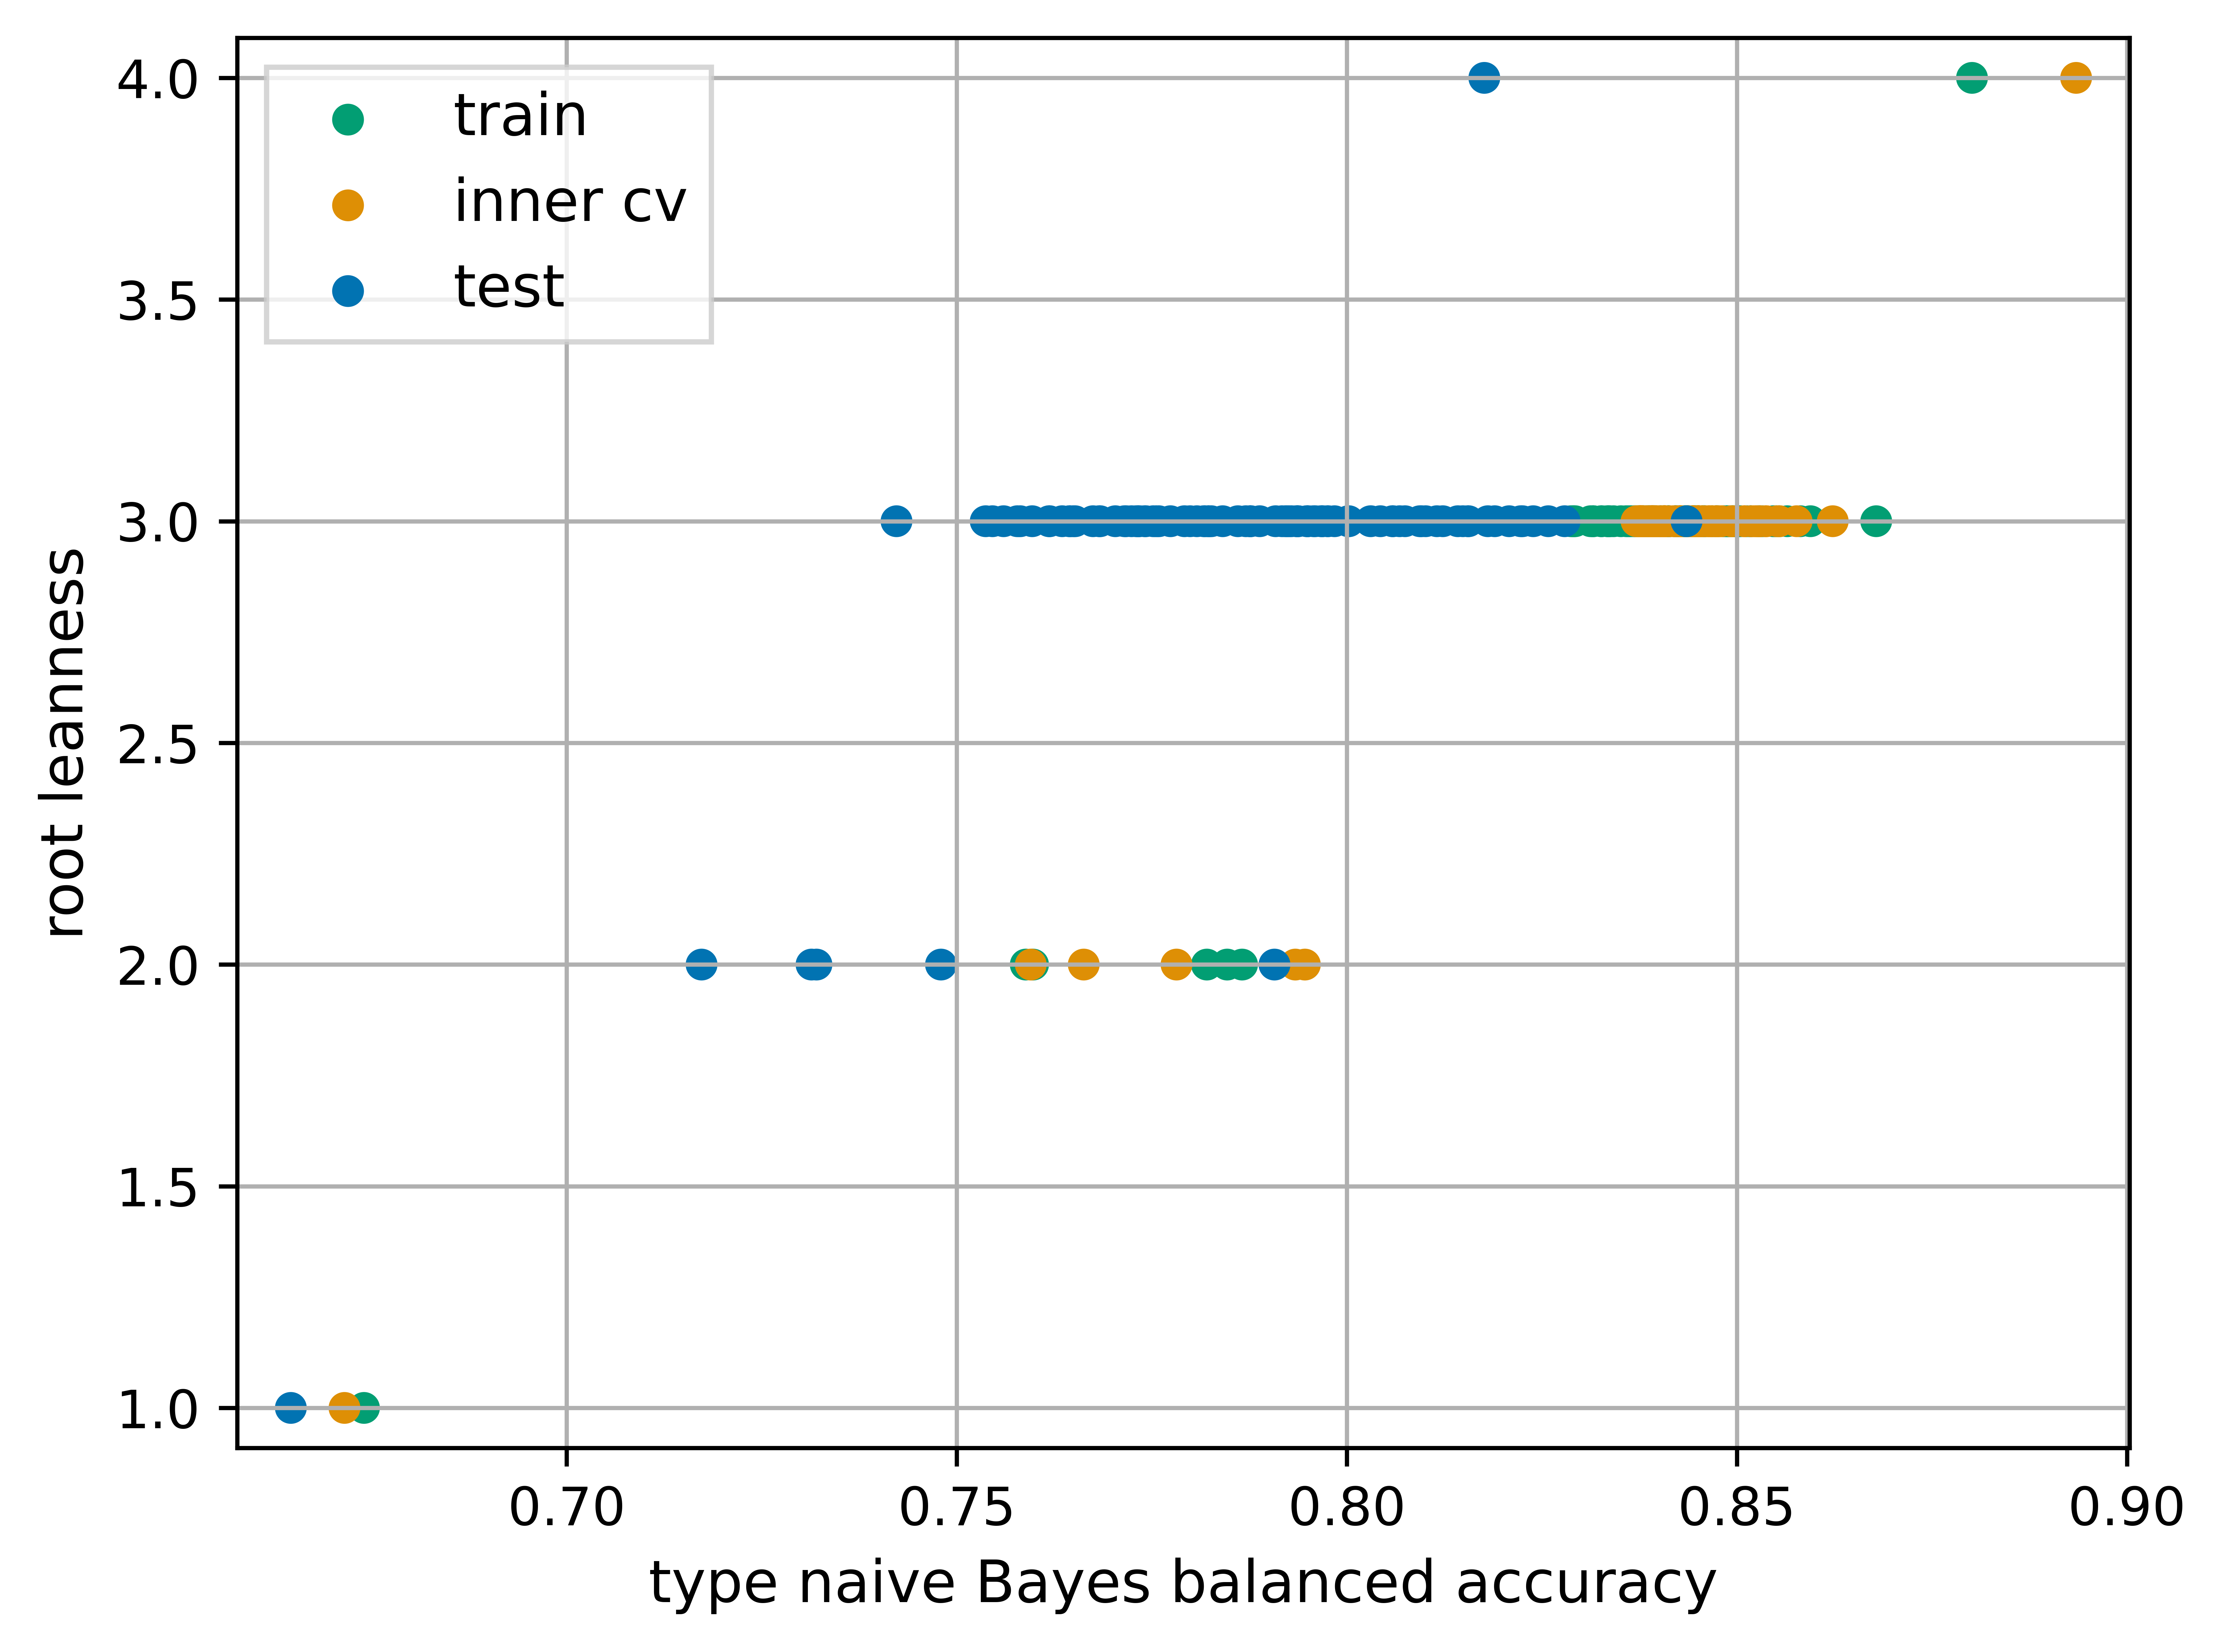 train
inner cv
test
4.0
3.5
3.0
2.5
2.0
1.5
1.0
root leanness
0.70 0.75 0.80 0.85 0.90
type naive Bayes balanced accuracy